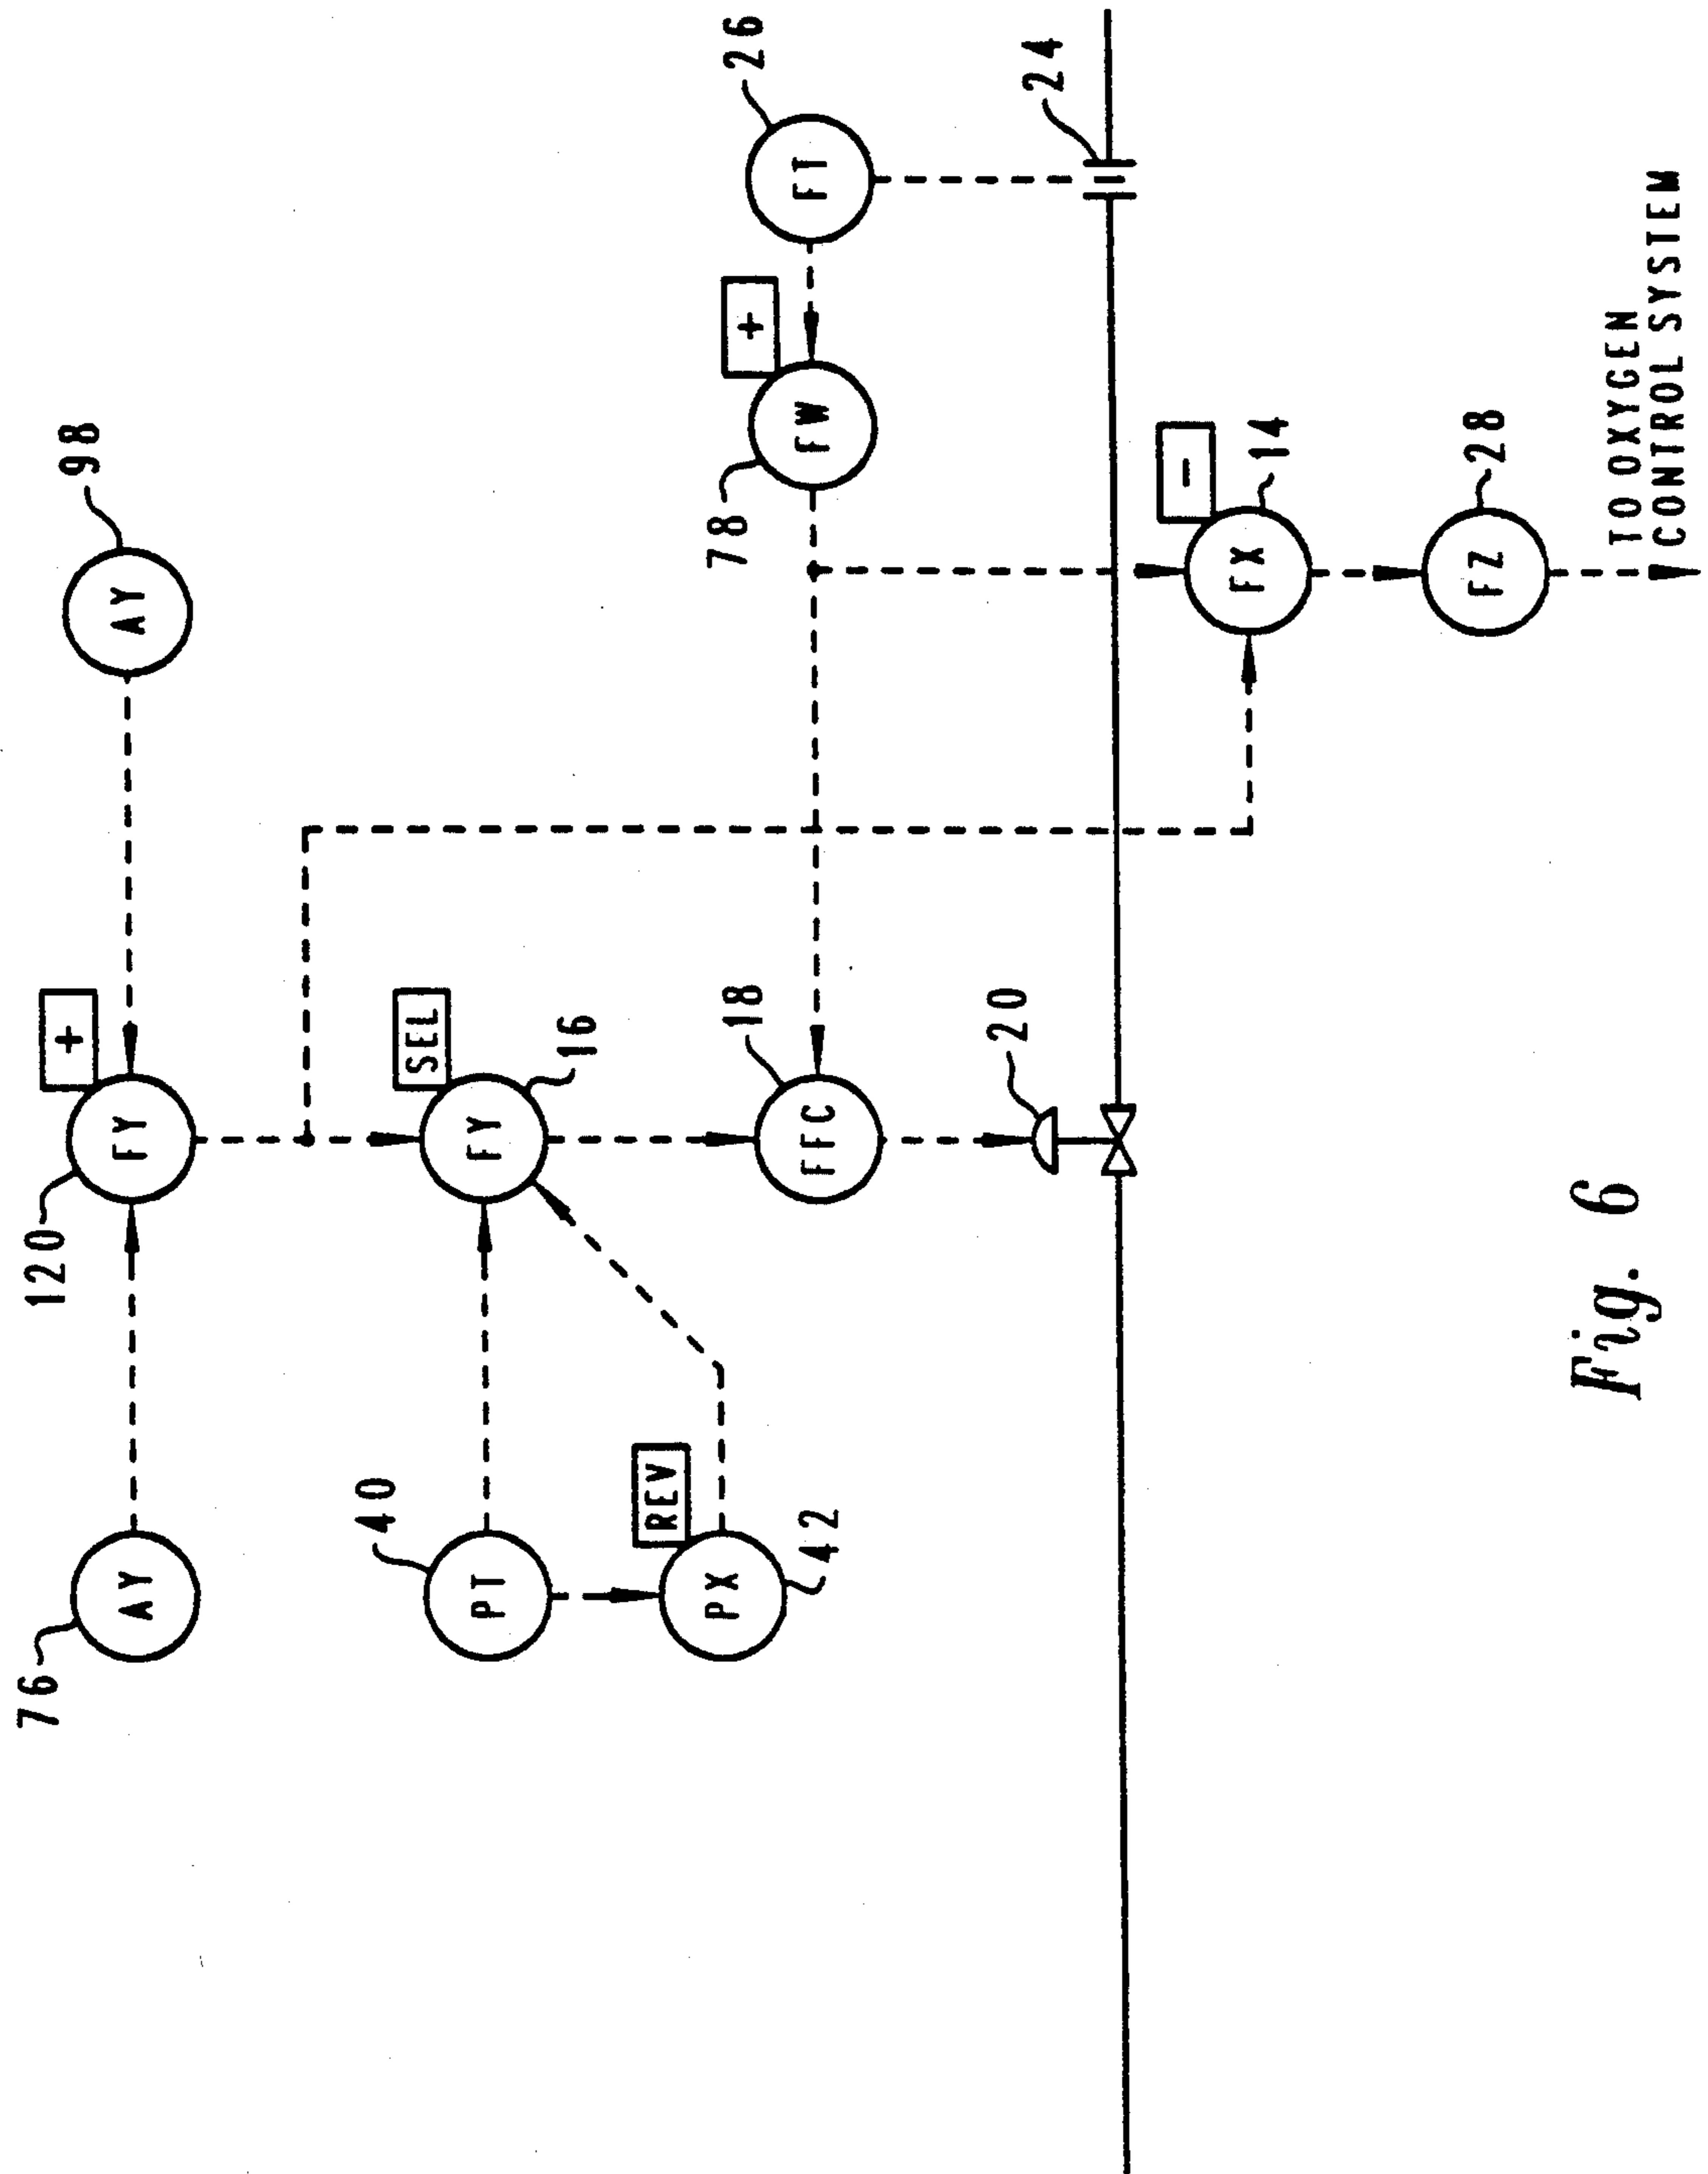 76
AY
120
FY
+
98
AY
40
PT
FY
SEL
16
REV
PX
42
18
FFC
20
78
FW
+
26
FT
24
-
FX
14
FZ
28
TO OXYGEN
CONTROL SYSTEM
Fig. 6